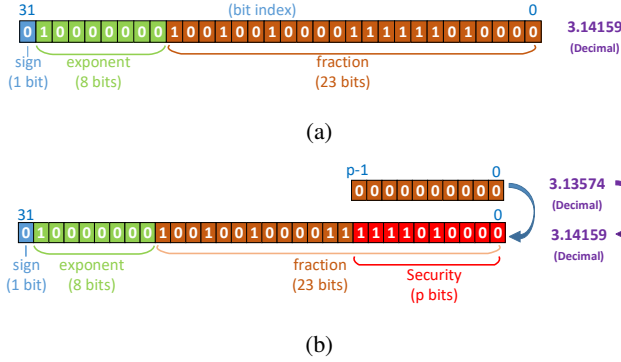 31 (bit index) 0
0 1 0 0 0 0 0 0 0 1 0 0 1 0 0 1 0 0 0 0 1 1 1 1 1 1 0 1 0 0 0 0 3.14159
(Decimal)
sign exponent fraction
(1 bit) (8 bits) (23 bits)
(a)
p-1 0
0 0 0 0 0 0 0 0 0 0 3.13574
(Decimal)
31 0
0 1 0 0 0 0 0 0 0 1 0 0 1 0 0 1 0 0 0 0 1 1 1 1 1 1 0 1 0 0 0 0 3.14159
(Decimal)
sign exponent fraction Security
(1 bit) (8 bits) (23 bits) (p bits)
(b)